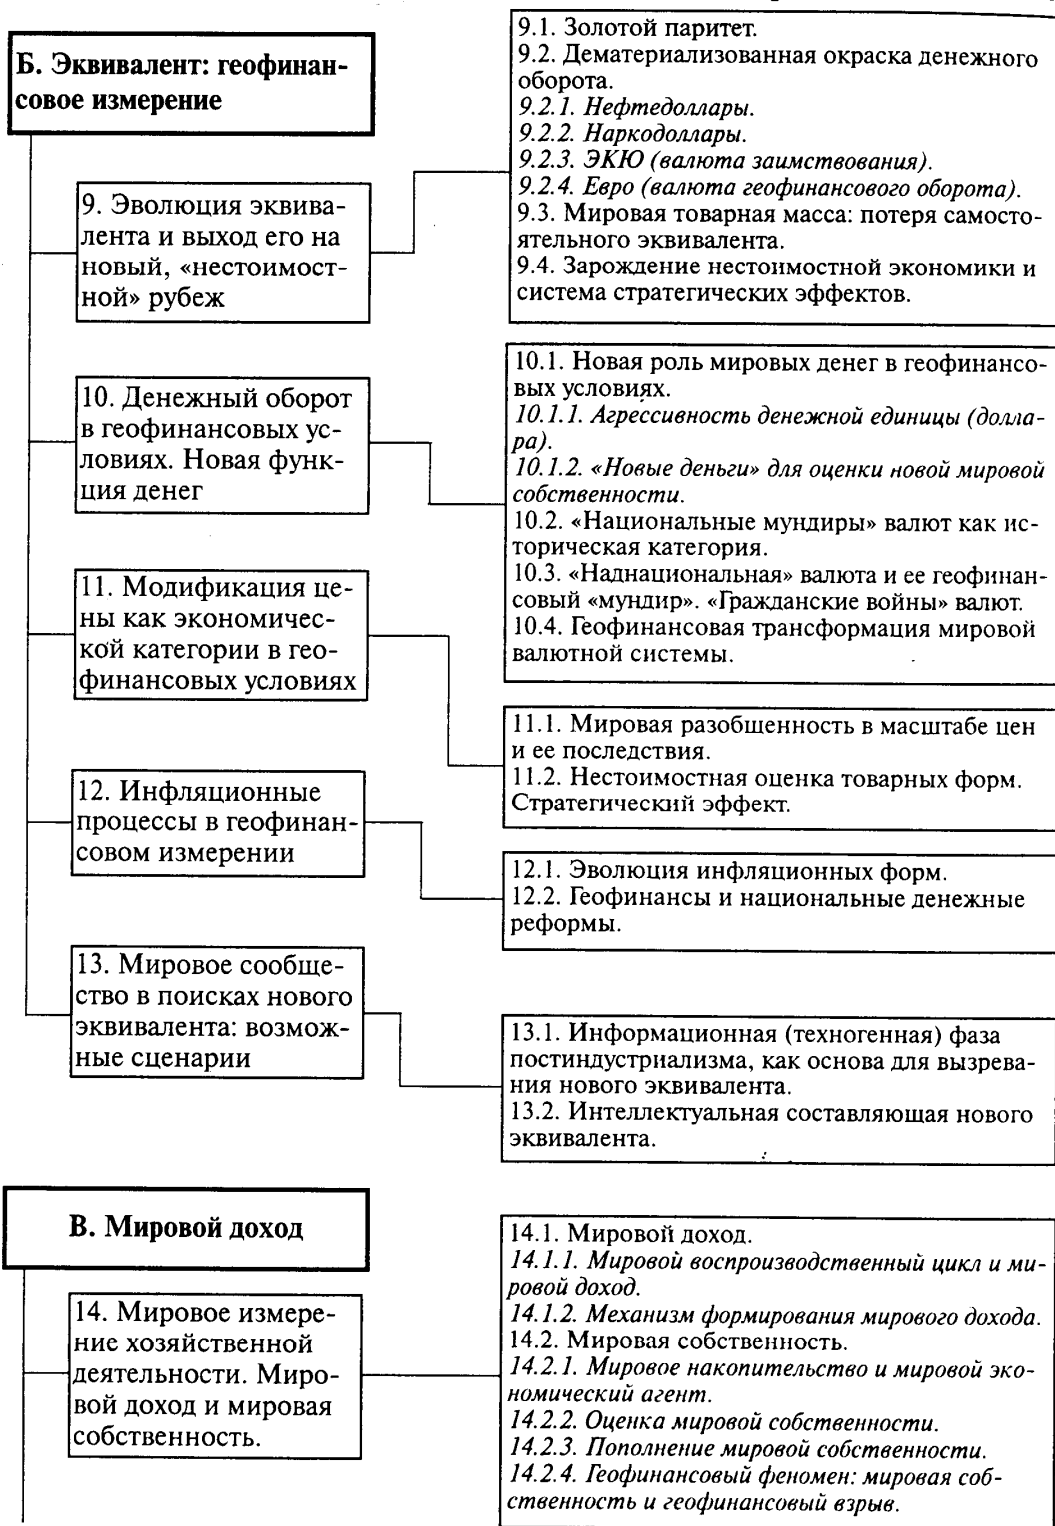 Б. Эквивалент: геофинан-
совое измерение
9. Эволюция эквива-
лента и выход его на
новый, «нестоимост-
ной» рубеж
9.1. Золотой паритет.
9.2. Дематериализованная окраска денежного
оборота.
9.2.1. Нефтедоллары.
9.2.2. Наркодоллары.
9.2.3. ЭКЮ (валюта заимствования).
9.2.4. Евро (валюта геофинансового оборота).
9.3. Мировая товарная масса: потеря самосто-
ятельного эквивалента.
9.4. Зарождение нестоимостной экономики и
система стратегических эффектов.
10. Денежный оборот
в геофинансовых ус-
ловиях. Новая функ-
ция денег
10.1. Новая роль мировых денег в геофинансо-
вых условиях.
10.1.1. Агрессивность денежной единицы (долла-
ра).
10.1.2. «Новые деньги» для оценки новой мировой
собственности.
10.2. «Национальные мундиры» валют как ис-
торическая категория.
10.3. «Наднациональная» валюта и ее геофинан-
совый «мундир». «Гражданские войны» валют.
10.4. Геофинансовая трансформация мировой
валютной системы.
11. Модификация це-
ны как экономичес-
кой категории в гео-
финансовых условиях
11.1. Мировая разобщенность в масштабе цен
и ее последствия.
11.2. Нестоимостная оценка товарных форм.
Стратегический эффект.
12. Инфляционные
процессы в геофинан-
совом измерении
12.1. Эволюция инфляционных форм.
12.2. Геофинансы и национальные денежные
реформы.
13. Мировое сообще-
ство в поисках нового
эквивалента: возмож-
ные сценарии
13.1. Информационная (техногенная) фаза
постиндустриализма, как основа для вызрева-
ния нового эквивалента.
13.2. Интеллектуальная составляющая нового
эквивалента.
В. Мировой доход
14. Мировое измере-
ние хозяйственной
деятельности. Миро-
вой доход и мировая
собственность.
14.1. Мировой доход.
14.1.1. Мировой воспроизводственный цикл и ми-
ровой доход.
14.1.2. Механизм формирования мирового дохода.
14.2. Мировая собственность.
14.2.1. Мировое накопительство и мировой эко-
номический агент.
14.2.2. Оценка мировой собственности.
14.2.3. Пополнение мировой собственности.
14.2.4. Геофинансовый феномен: мировая соб-
ственность и геофинансовый взрыв.